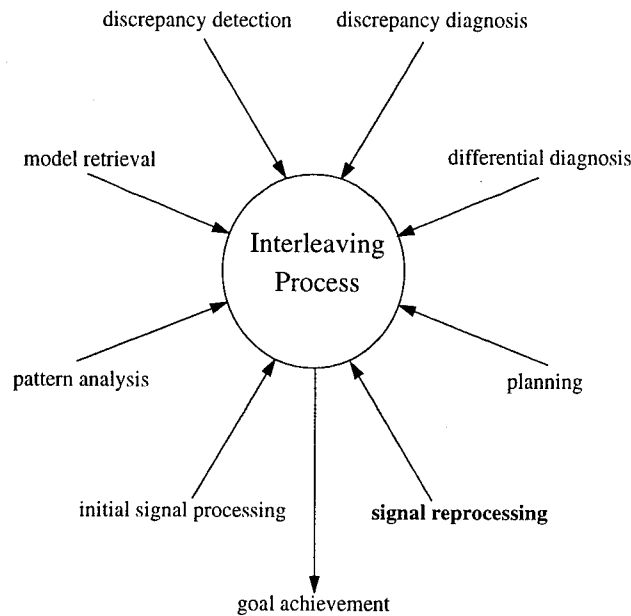 discrepancy detection
discrepancy diagnosis
model retrieval
differential diagnosis
Interleaving
Process
pattern analysis
planning
initial signal processing
signal reprocessing
goal achievement